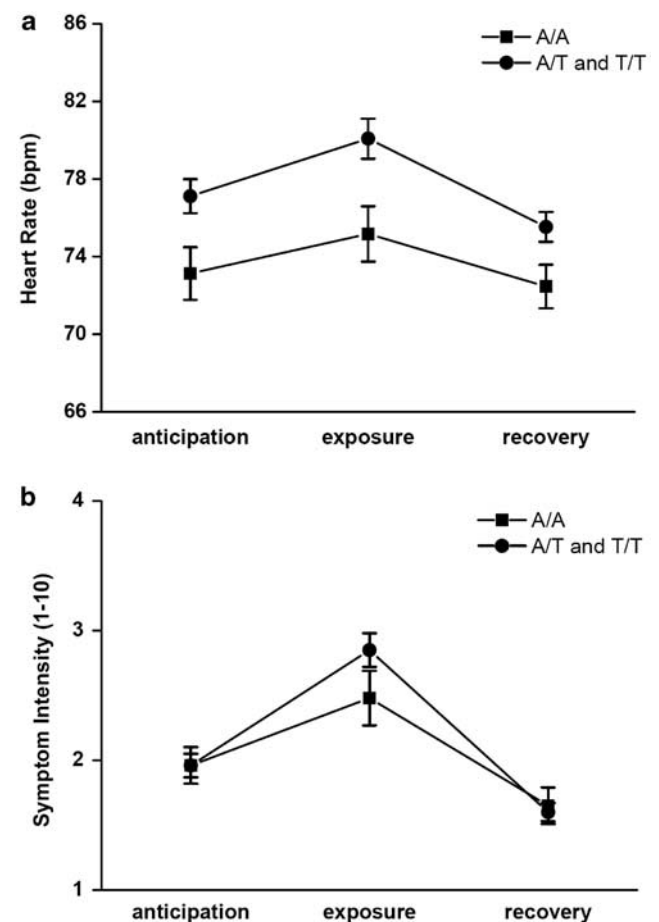 a
86
82
78
74
70
66
Heart Rate (bpm)
A/A
A/T and T/T
anticipation exposure recovery
b
4
3
2
1
Symptom Intensity (1-10)
A/A
A/T and T/T
anticipation exposure recovery